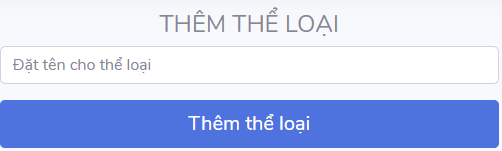 THÊM THỂ LOẠI
Đặt tên cho thể loại
Thêm thể loại